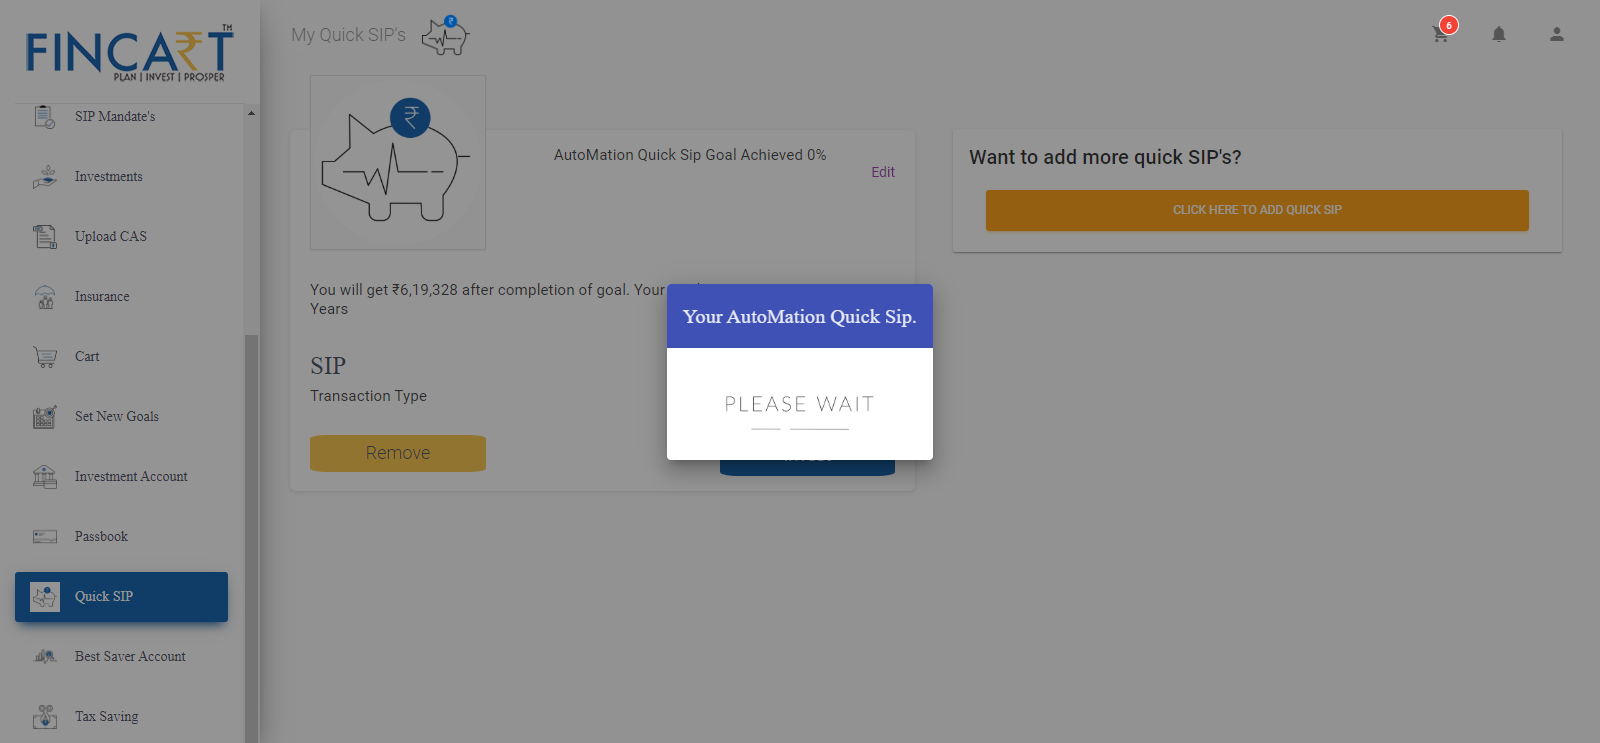 FINCART
TM
PLAN | INVEST | PROSPER
SIP Mandate's
Investments
Upload CAS
Insurance
Cart
Set New Goals
Investment Account
Passbook
Quick SIP
Best Saver Account
Tax Saving
My Quick SIP's
6
AutoMation Quick Sip Goal Achieved 0%
Edit
You will get ₹6,19,328 after completion of goal. Your
Years
SIP
Transaction Type
Remove
Want to add more quick SIP's?
CLICK HERE TO ADD QUICK SIP
Your AutoMation Quick Sip.
PLEASE WAIT